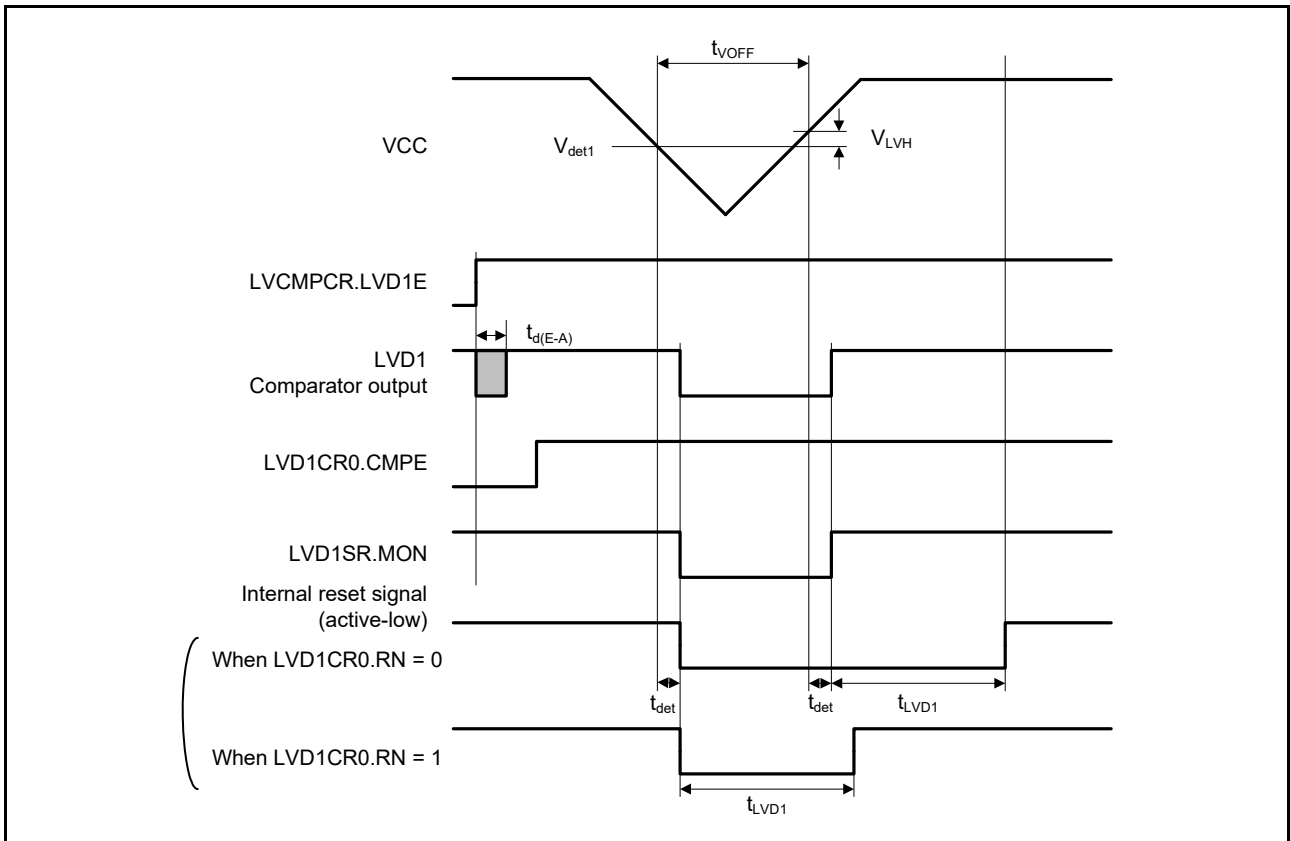 tVOFF
VCC
Vdet1
VLVH
LVCMPCR.LVD1E
td(E-A)
LVD1
Comparator output
LVD1CR0.CMPE
LVD1SR.MON
Internal reset signal
(active-low)
When LVD1CR0.RN = 0
tdet
tdet
tLVD1
When LVD1CR0.RN = 1
tLVD1